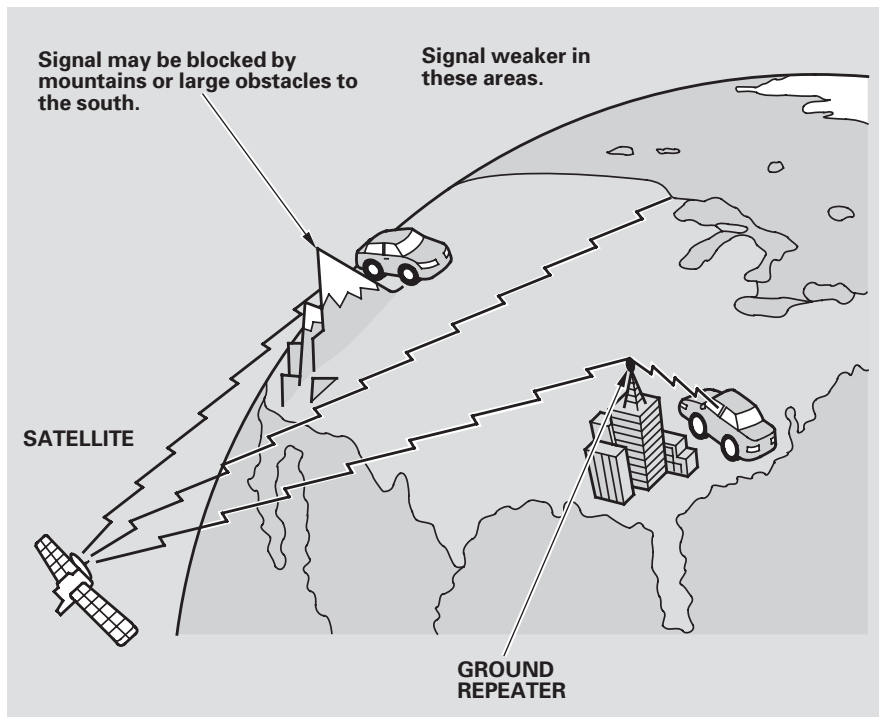 Signal may be blocked by
mountains or large obstacles to
the south.
Signal weaker in
these areas.
SATELLITE
GROUND
REPEATER